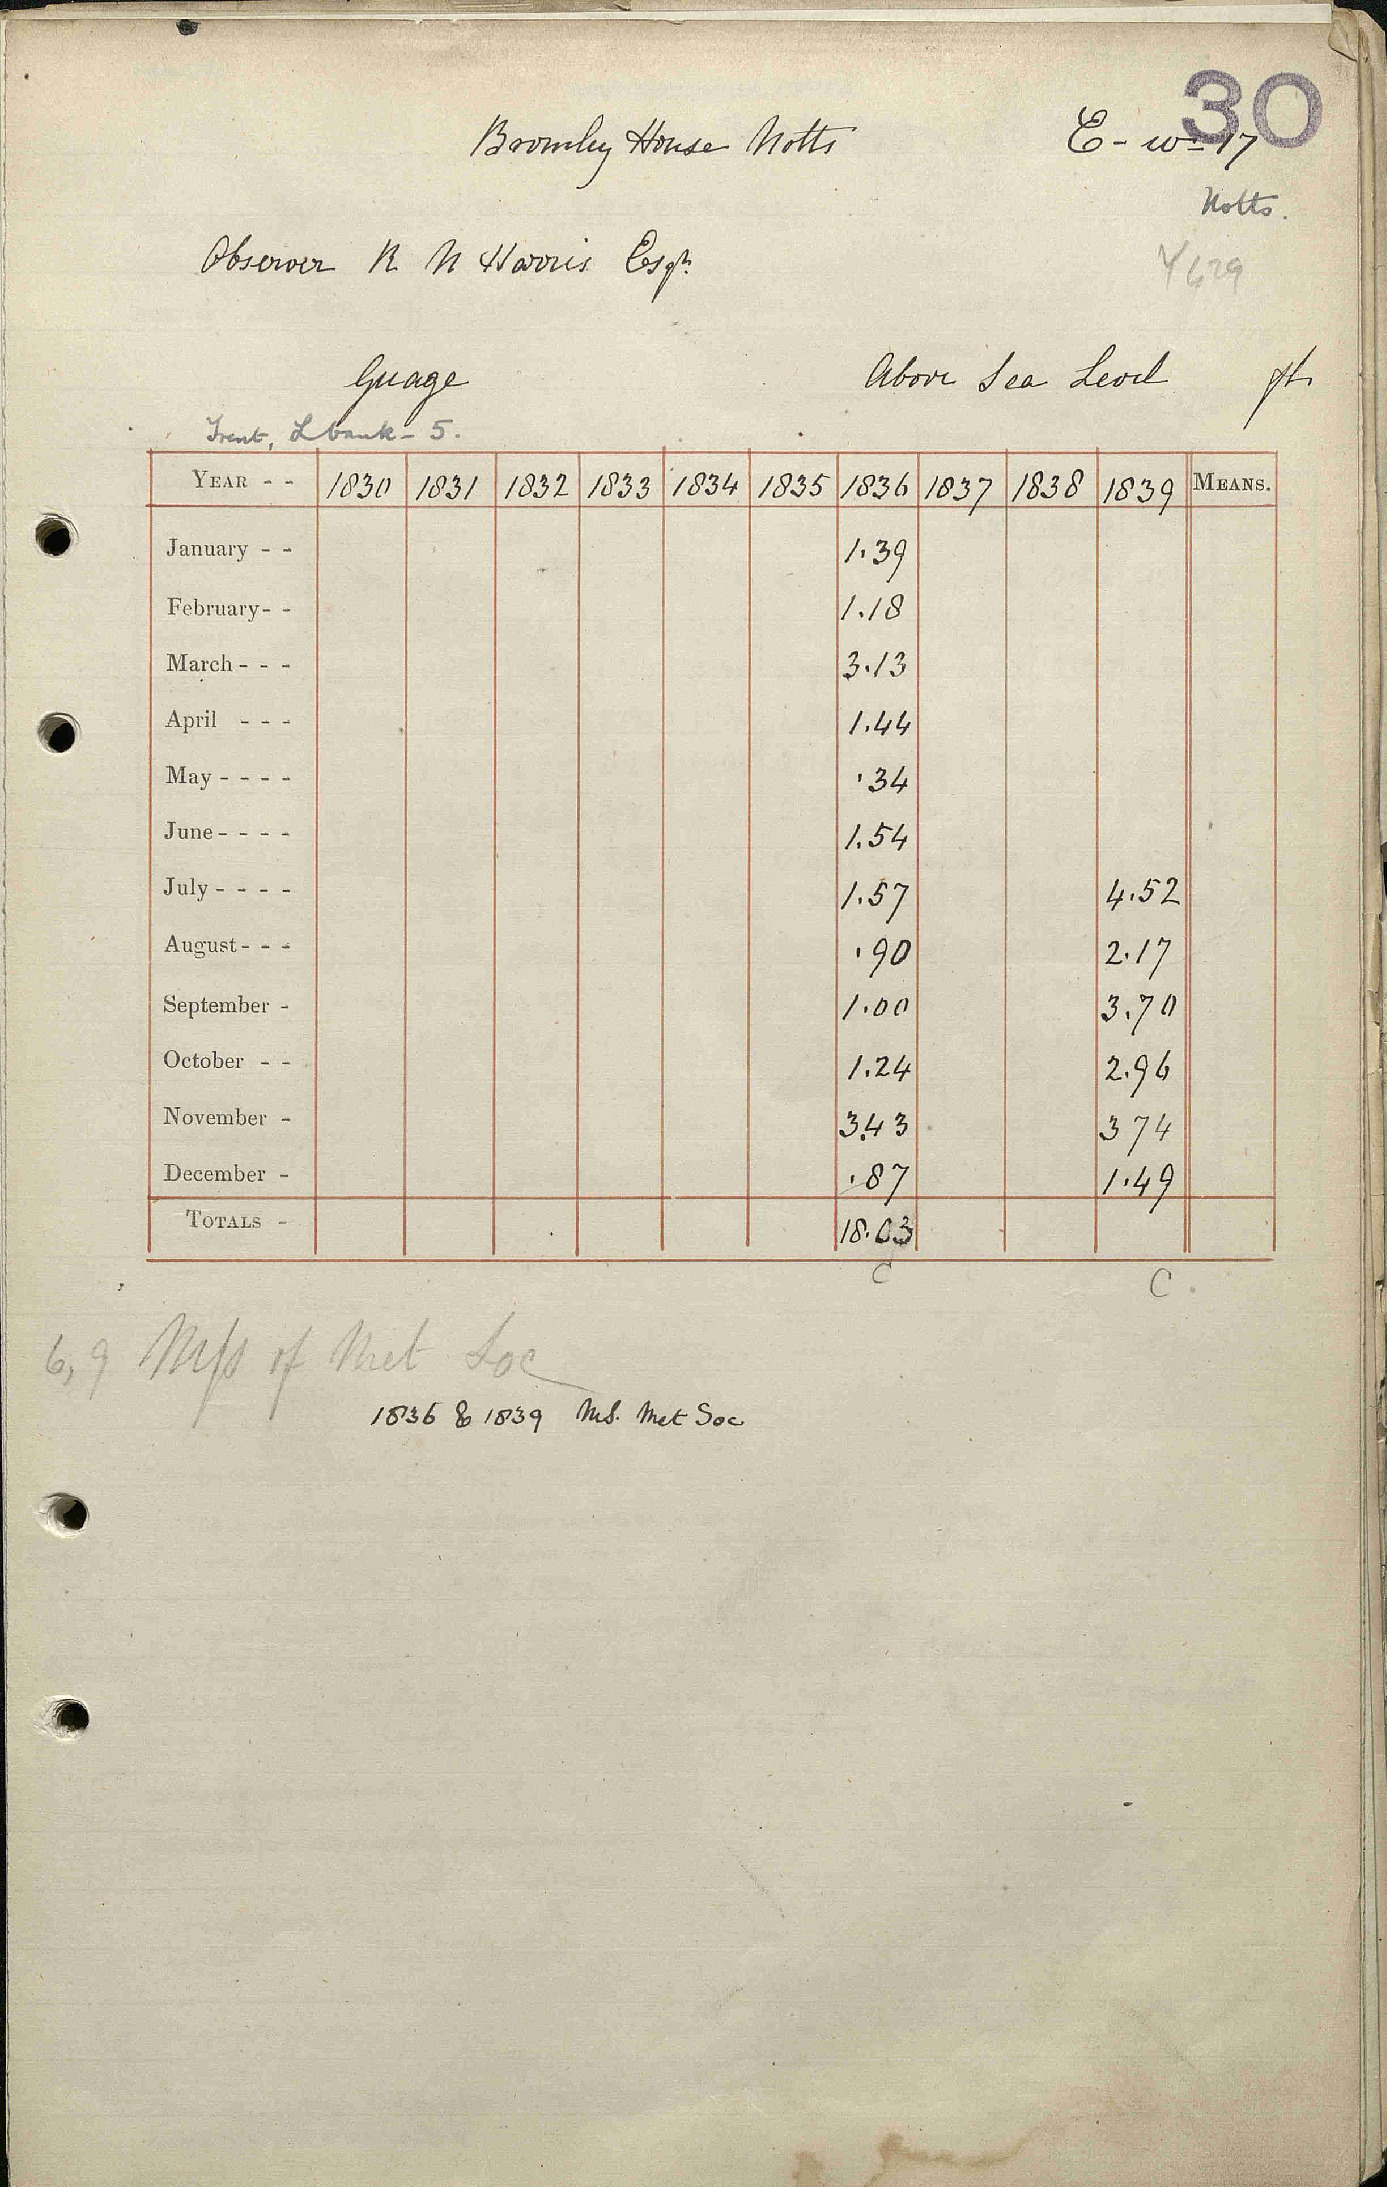 30
Bromley House Notts
E - w - 17
Notts.
Observer R N Harris Esqr.
Guage Above Sea Level ft
Trent, L bank - 5.
YEAR - - 1830 1831 1832 1833 1834 1835 1836 1837 1838 1839 MEANS.
January - - 1.39
February - - 1.18
March - - - 3.13
April - - - 1.44
May - - - - .34
June - - - - 1.54
July - - - - 1.57 4.52
August - - - .90 2.17
September - 1.00 3.70
October - - 1.24 2.96
November - 3.43 3 74
December - .87 1.49
TOTALS - 18.03
C C.
6, 9 M/s of Met Soc
1836 & 1839 MS. Met Soc